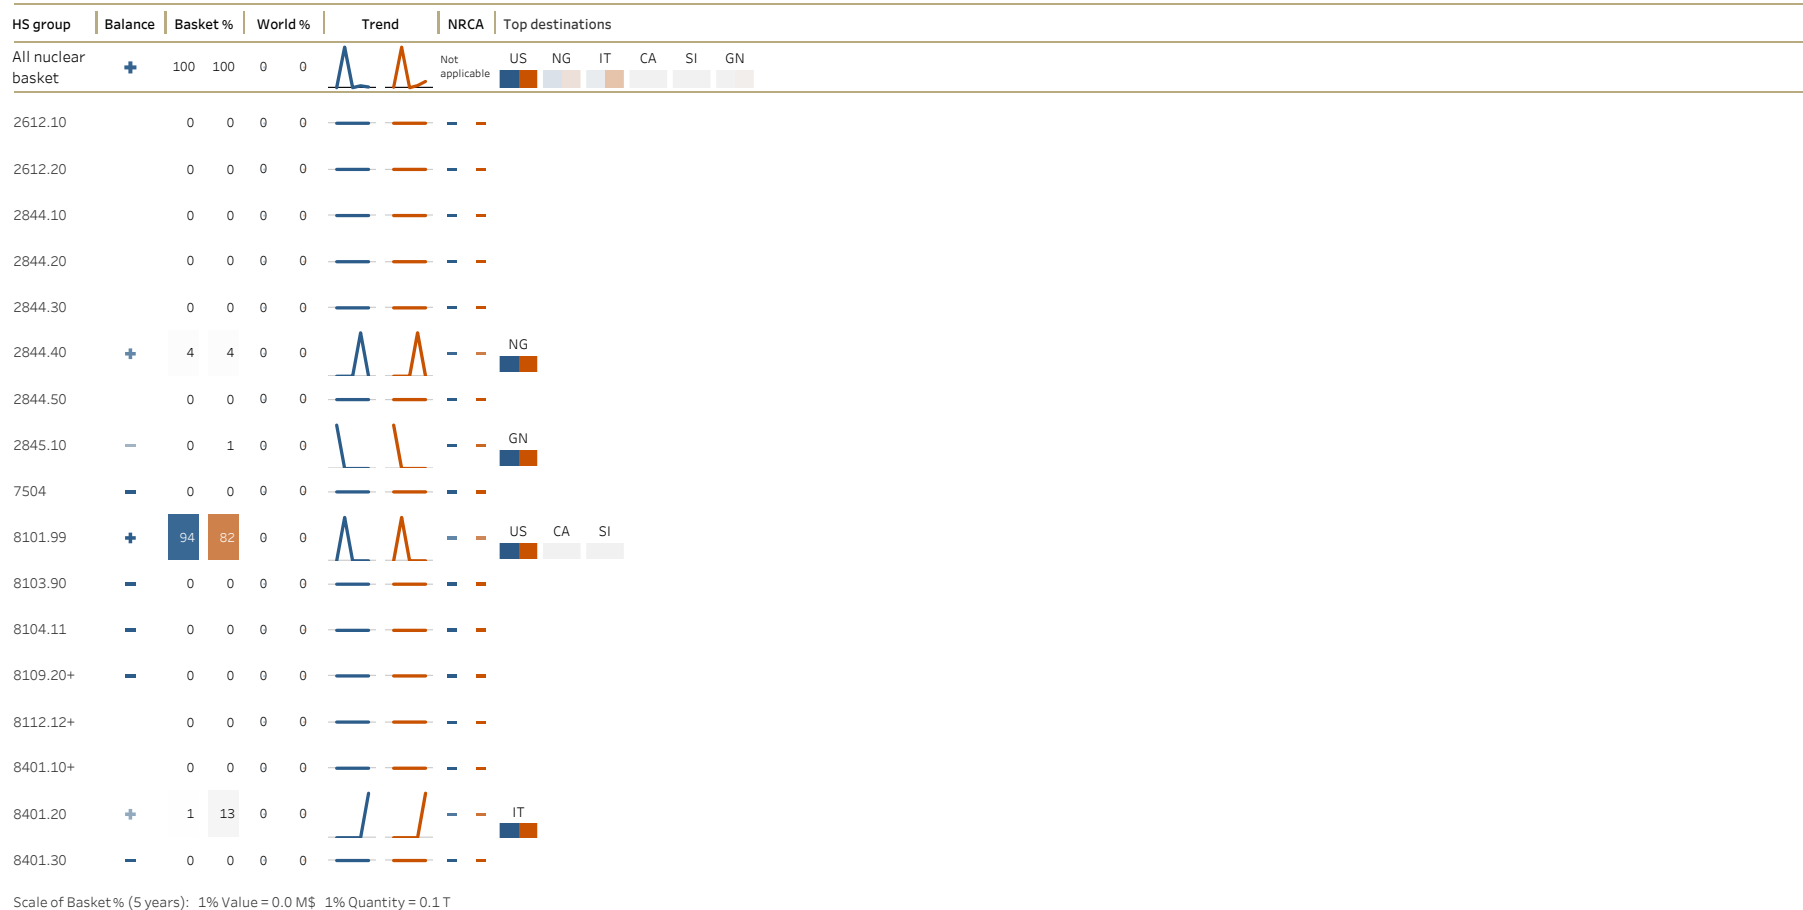 HS group Balance Basket % World % Trend NRCA Top destinations
All nuclear basket 100 100 0 0 Not applicable US NG IT CA SI GN
2612.10 0 0 0 0
2612.20 0 0 0 0
2844.10 0 0 0 0
2844.20 0 0 0 0
2844.30 0 0 0 0
2844.40 4 4 0 0 NG
2844.50 0 0 0 0
2845.10 0 1 0 0 GN
7504 0 0 0 0
8101.99 94 82 0 0 US CA SI
8103.90 0 0 0 0
8104.11 0 0 0 0
8109.20+ 0 0 0 0
8112.12+ 0 0 0 0
8401.10+ 0 0 0 0
8401.20 1 13 0 0 IT
8401.30 0 0 0 0
Scale of Basket% (5 years): 1% Value = 0.0 M$ 1% Quantity = 0.1 T